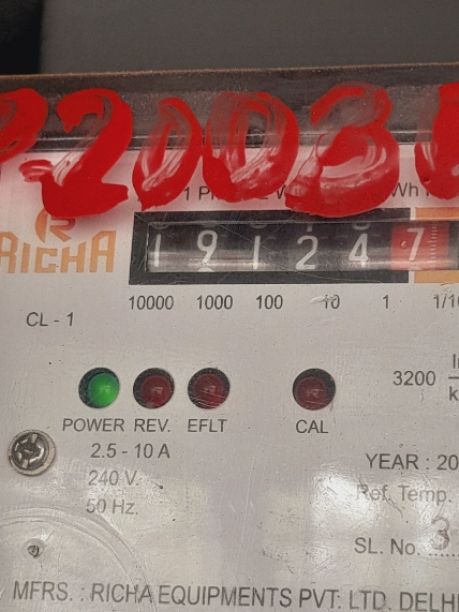 P2003
RICHA
1 9 1 2 4 7
10000 1000 100 10 1 1/10
CL - 1
3200
POWER REV. EFLT CAL
2.5 - 10 A
240 V.
50 Hz.
YEAR : 20
Ref. Temp.
SL. No. 3
MFRS. : RICHA EQUIPMENTS PVT. LTD. DELHI